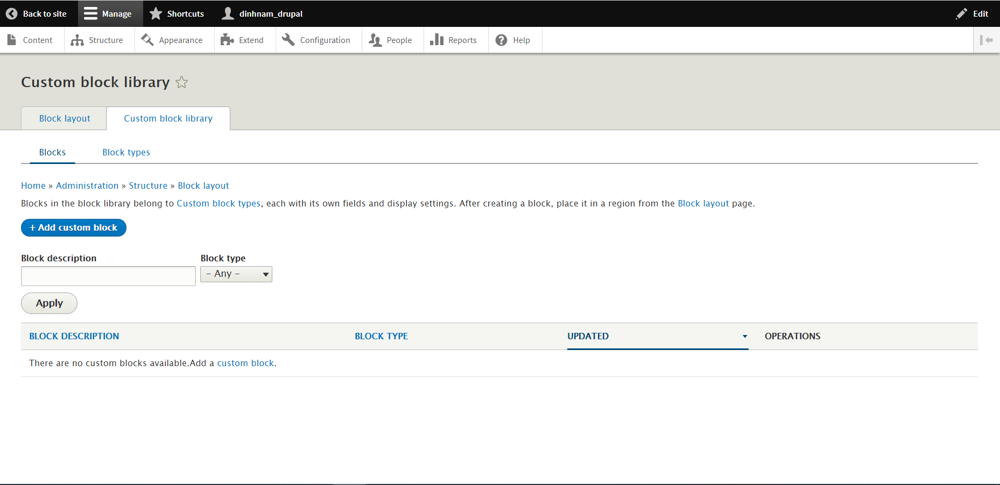 Back to site Manage Shortcuts dinhnam_drupal Edit
Content Structure Appearance Extend Configuration People Reports Help
Custom block library
Block layout Custom block library
Blocks Block types
Home » Administration » Structure » Block layout
Blocks in the block library belong to Custom block types, each with its own fields and display settings. After creating a block, place it in a region from the Block layout page.
+ Add custom block
Block description Block type
- Any -
Apply
BLOCK DESCRIPTION BLOCK TYPE UPDATED OPERATIONS
There are no custom blocks available.Add a custom block.